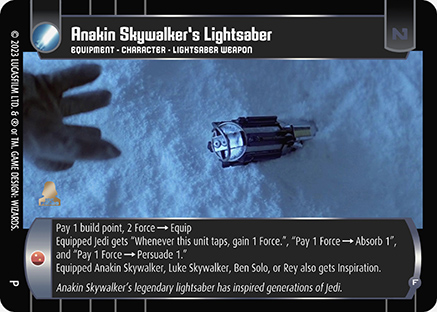 Anakin Skywalker's Lightsaber
EQUIPMENT - CHARACTER - LIGHTSABER WEAPON
N
© 2023 LUCASFILM LTD. & ® or TM. GAME DESIGN: WIZARDS.
Pay 1 build point, 2 Force → Equip
Equipped Jedi gets "Whenever this unit taps, gain 1 Force.", "Pay 1 Force → Absorb 1",
and "Pay 1 Force → Persuade 1."
Equipped Anakin Skywalker, Luke Skywalker, Ben Solo, or Rey also gets Inspiration.
Anakin Skywalker's legendary lightsaber has inspired generations of Jedi.
P
F